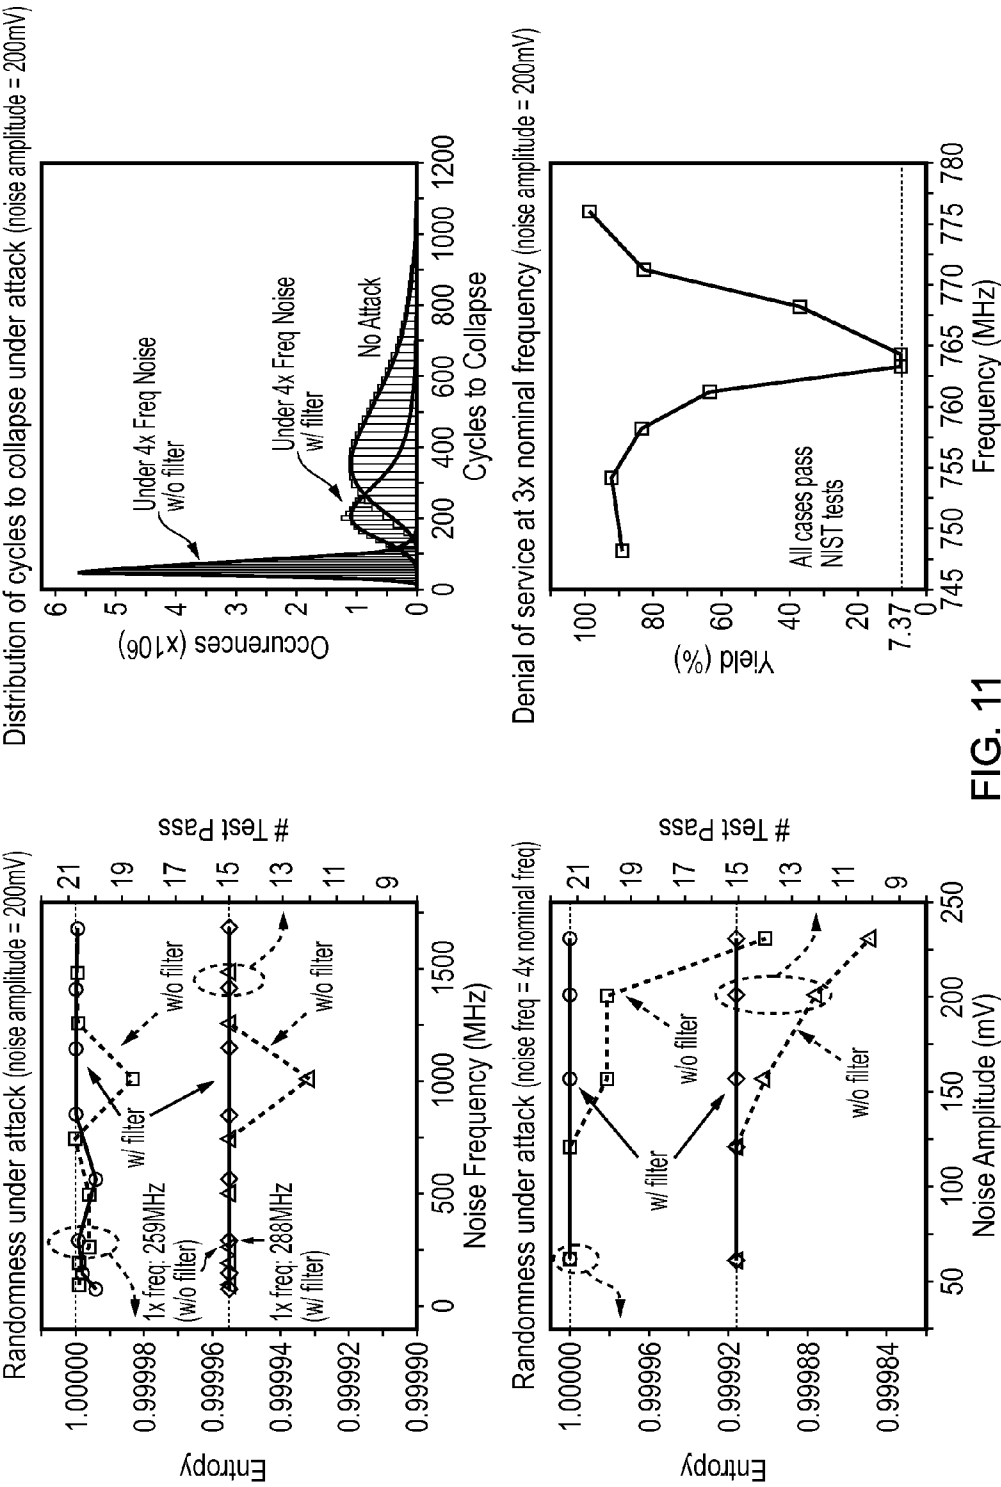 Randomness under attack (noise amplitude = 200mV)
Entropy
1.00000
0.99998
0.99996
0.99994
0.99992
0.99990
# Test Pass
21
19
17
15
13
11
9
w/o filter
w/ filter
w/o filter
1x freq: 259MHz
(w/o filter)
1x freq: 288MHz
(w/ filter)
0 500 1000 1500
Noise Frequency (MHz)
Distribution of cycles to collapse under attack (noise amplitude = 200mV)
Occurences (x106)
6
5
4
3
2
1
0
Under 4x Freq Noise
w/o filter
Under 4x Freq Noise
w/ filter
No Attack
0 200 400 600 800 1000 1200
Cycles to Collapse
Randomness under attack (noise freq = 4x nominal freq)
Entropy
1.00000
0.99996
0.99992
0.99988
0.99984
# Test Pass
21
19
17
15
13
11
9
w/o filter
w/ filter
w/o filter
50 100 150 200 250
Noise Amplitude (mV)
Denial of service at 3x nominal frequency (noise amplitude = 200mV)
Yield (%)
100
80
60
40
20
7.37
0
All cases pass
NIST tests
745 750 755 760 765 770 775 780
Frequency (MHz)
FIG. 11